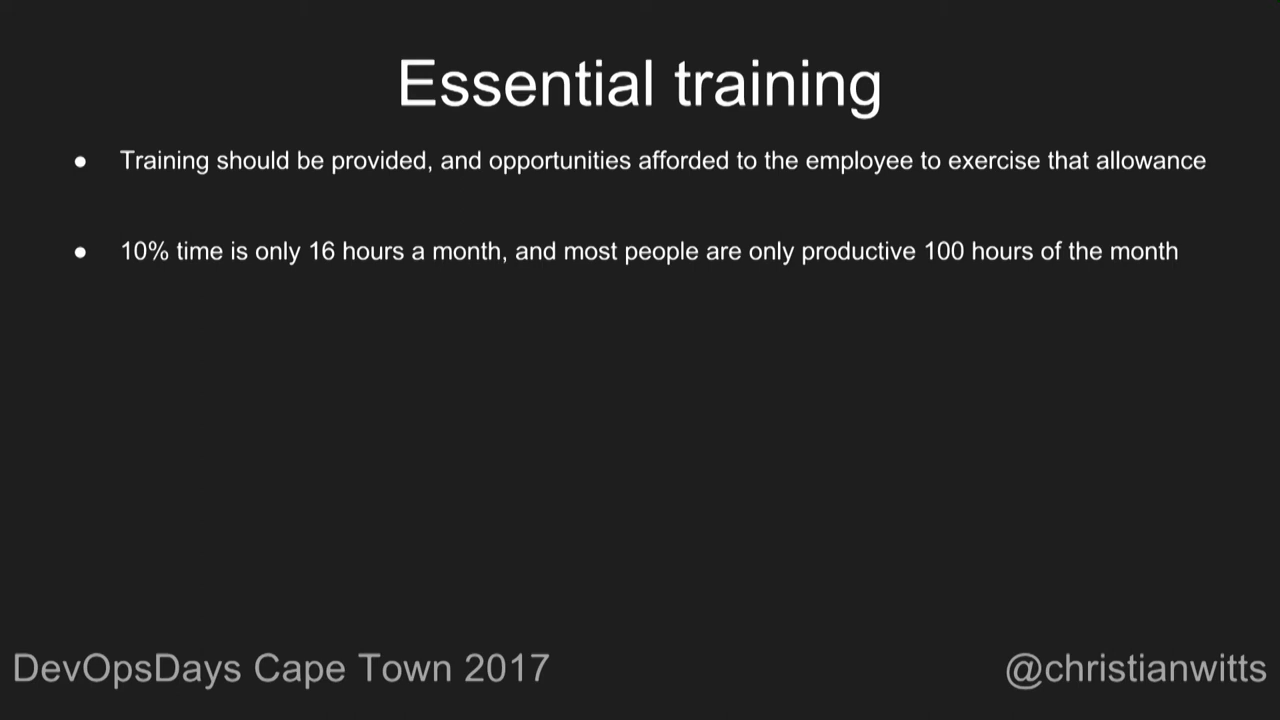 Essential training
● Training should be provided, and opportunities afforded to the employee to exercise that allowance
● 10% time is only 16 hours a month, and most people are only productive 100 hours of the month
DevOpsDays Cape Town 2017
@christianwitts